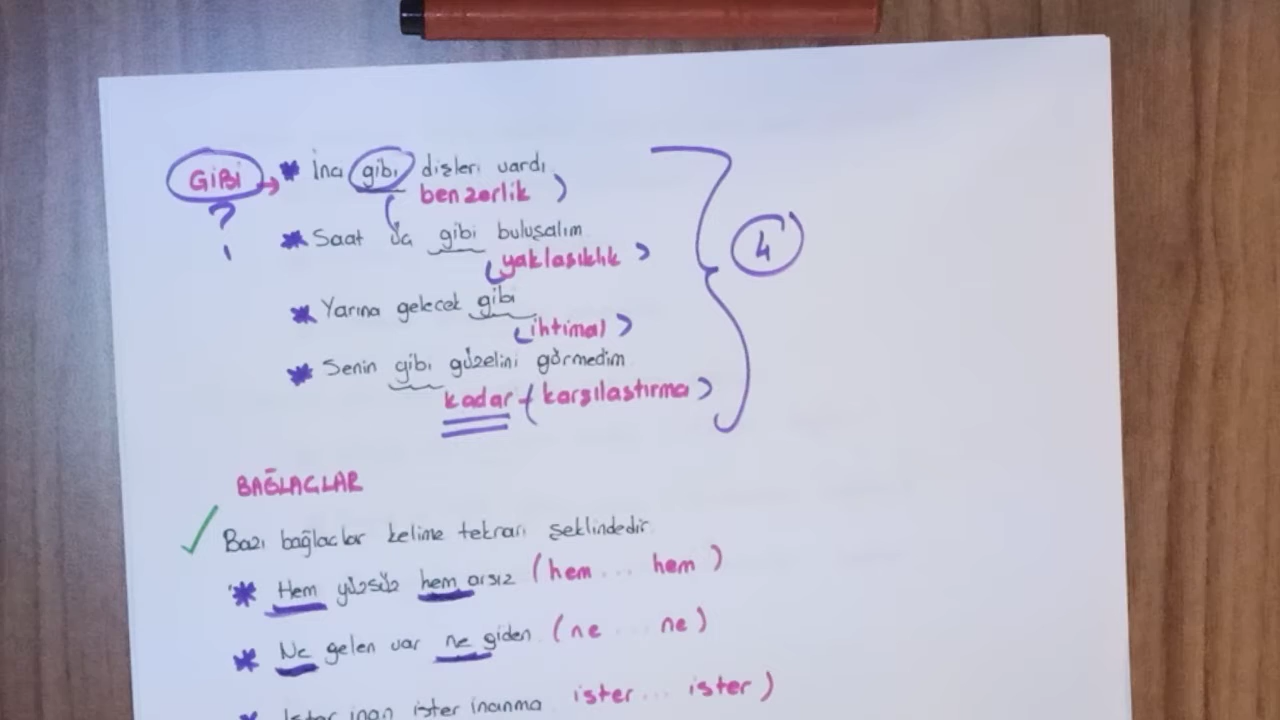 GİBİ → * İnci gibi dişleri vardı
? benzerlik )
* Saat gibi buluşalım
( yaklaşıklık )
* Yarına gelecek gibi
( ihtimal )
* Senin gibi güzelini görmedim
kadar ( karşılaştırma )
4
BAĞLAÇLAR
✓ Bazı bağlaçlar kelime tekrarı şeklindedir
* Hem yüzsüz hem arsız (hem ... hem )
* Ne gelen var ne giden (ne ... ne )
* İster inan ister inanma ister ... ister )